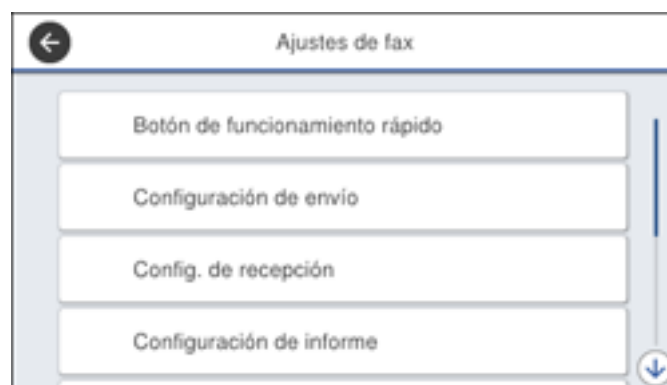 Ajustes de fax
Botón de funcionamiento rápido
Configuración de envío
Config. de recepción
Configuración de informe